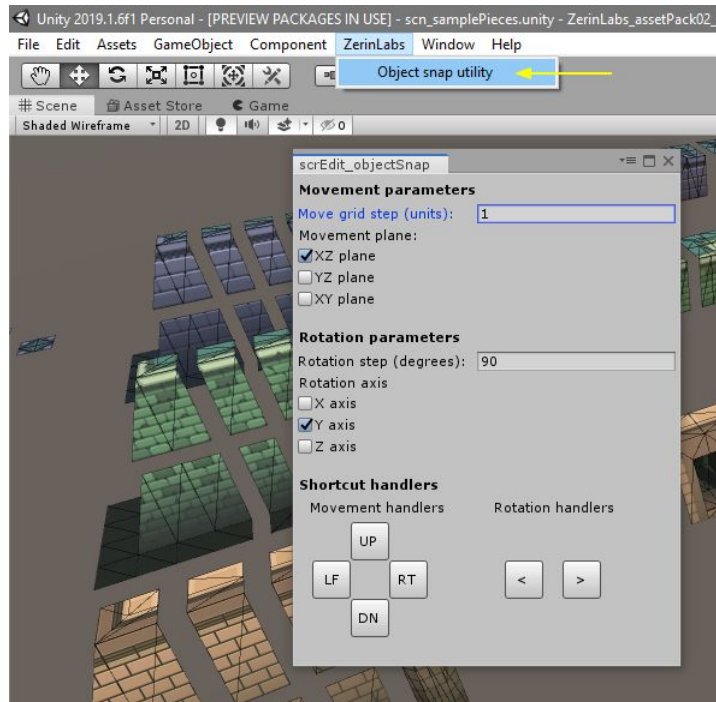 Unity 2019.1.6f1 Personal - [PREVIEW PACKAGES IN USE] - scn_samplePieces.unity - ZerinLabs_assetPack02_
File Edit Assets GameObject Component ZerinLabs Window Help
Object snap utility
Scene Asset Store Game
Shaded Wireframe 2D 0
scrEdit_objectSnap
Movement parameters
Move grid step (units): 1
Movement plane:
XZ plane
YZ plane
XY plane
Rotation parameters
Rotation step (degrees): 90
Rotation axis
X axis
Y axis
Z axis
Shortcut handlers
Movement handlers Rotation handlers
UP
LF RT < >
DN